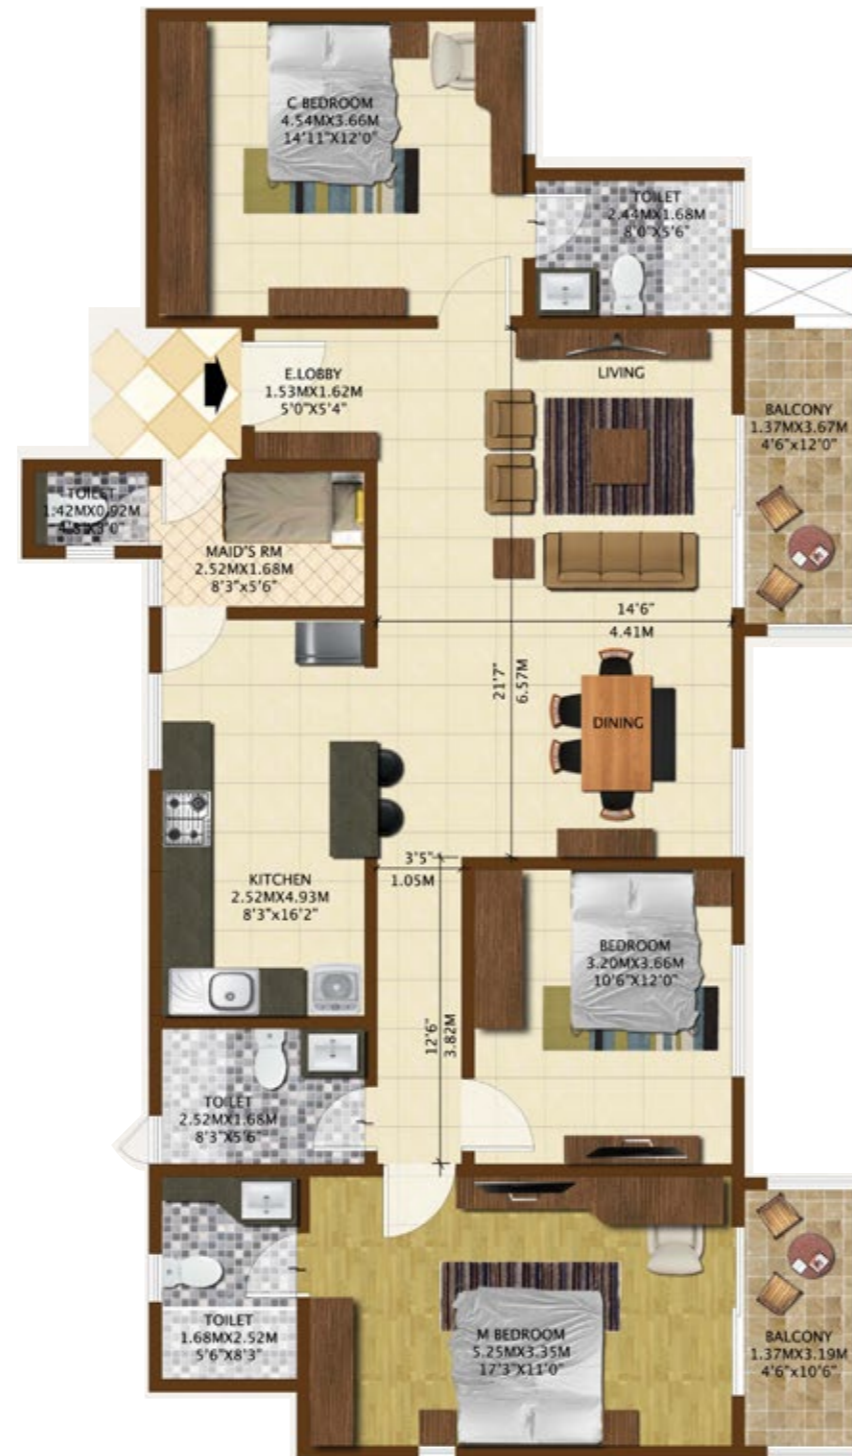 C BEDROOM
4.54MX3.66M
14'11"X12'0"
TOILET
2.44MX1.68M
8'0"X5'6"
E.LOBBY
1.53MX1.62M
5'0"X5'4"
LIVING
BALCONY
1.37MX3.67M
4'6"x12'0"
TOILET
1.42MX0.92M
MAID'S RM
2.52MX1.68M
8'3"x5'6"
14'6"
4.41M
21'7"
6.57M
DINING
3'5"
1.05M
KITCHEN
2.52MX4.93M
8'3"x16'2"
BEDROOM
3.20MX3.66M
10'6"X12'0"
12'6"
3.82M
TOILET
2.52MX1.68M
8'3"X5'6"
TOILET
1.68MX2.52M
5'6"X8'3"
M BEDROOM
5.25MX3.35M
17'3"X11'0"
BALCONY
1.37MX3.19M
4'6"x10'6"